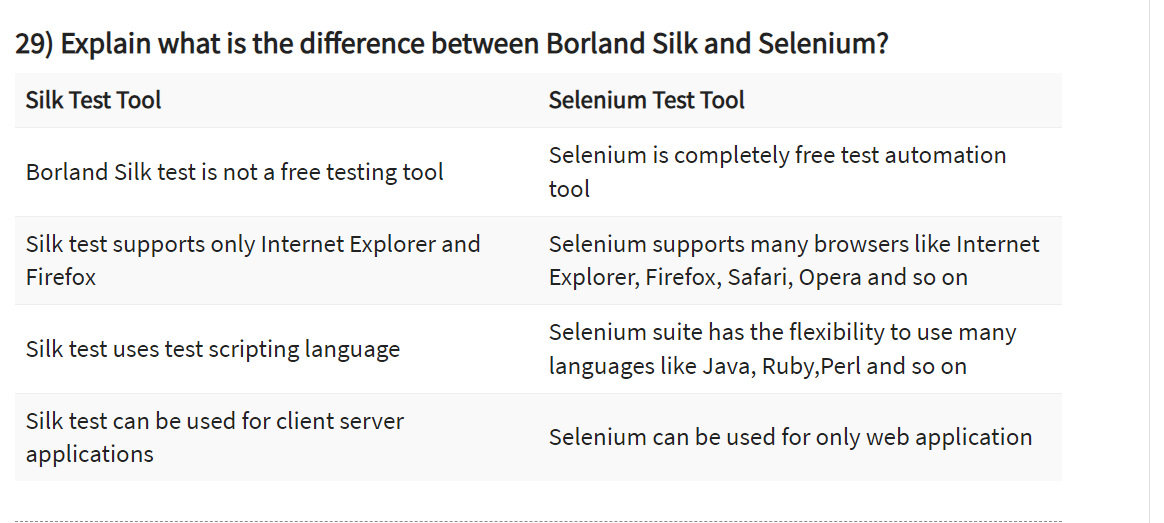 29) Explain what is the difference between Borland Silk and Selenium?
Silk Test Tool
Selenium Test Tool
Borland Silk test is not a free testing tool
Selenium is completely free test automation
tool
Silk test supports only Internet Explorer and
Firefox
Selenium supports many browsers like Internet
Explorer, Firefox, Safari, Opera and so on
Silk test uses test scripting language
Selenium suite has the flexibility to use many
languages like Java, Ruby,Perl and so on
Silk test can be used for client server
applications
Selenium can be used for only web application